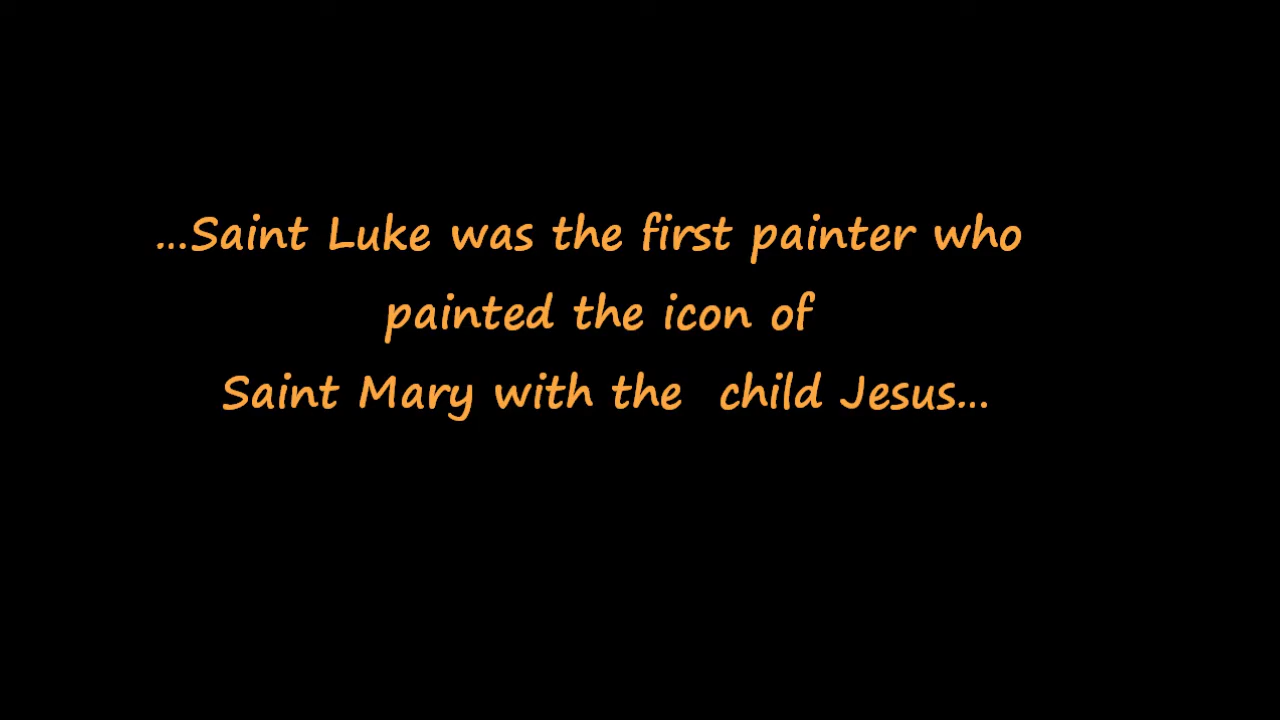 ...Saint Luke was the first painter who
painted the icon of
Saint Mary with the  child Jesus...